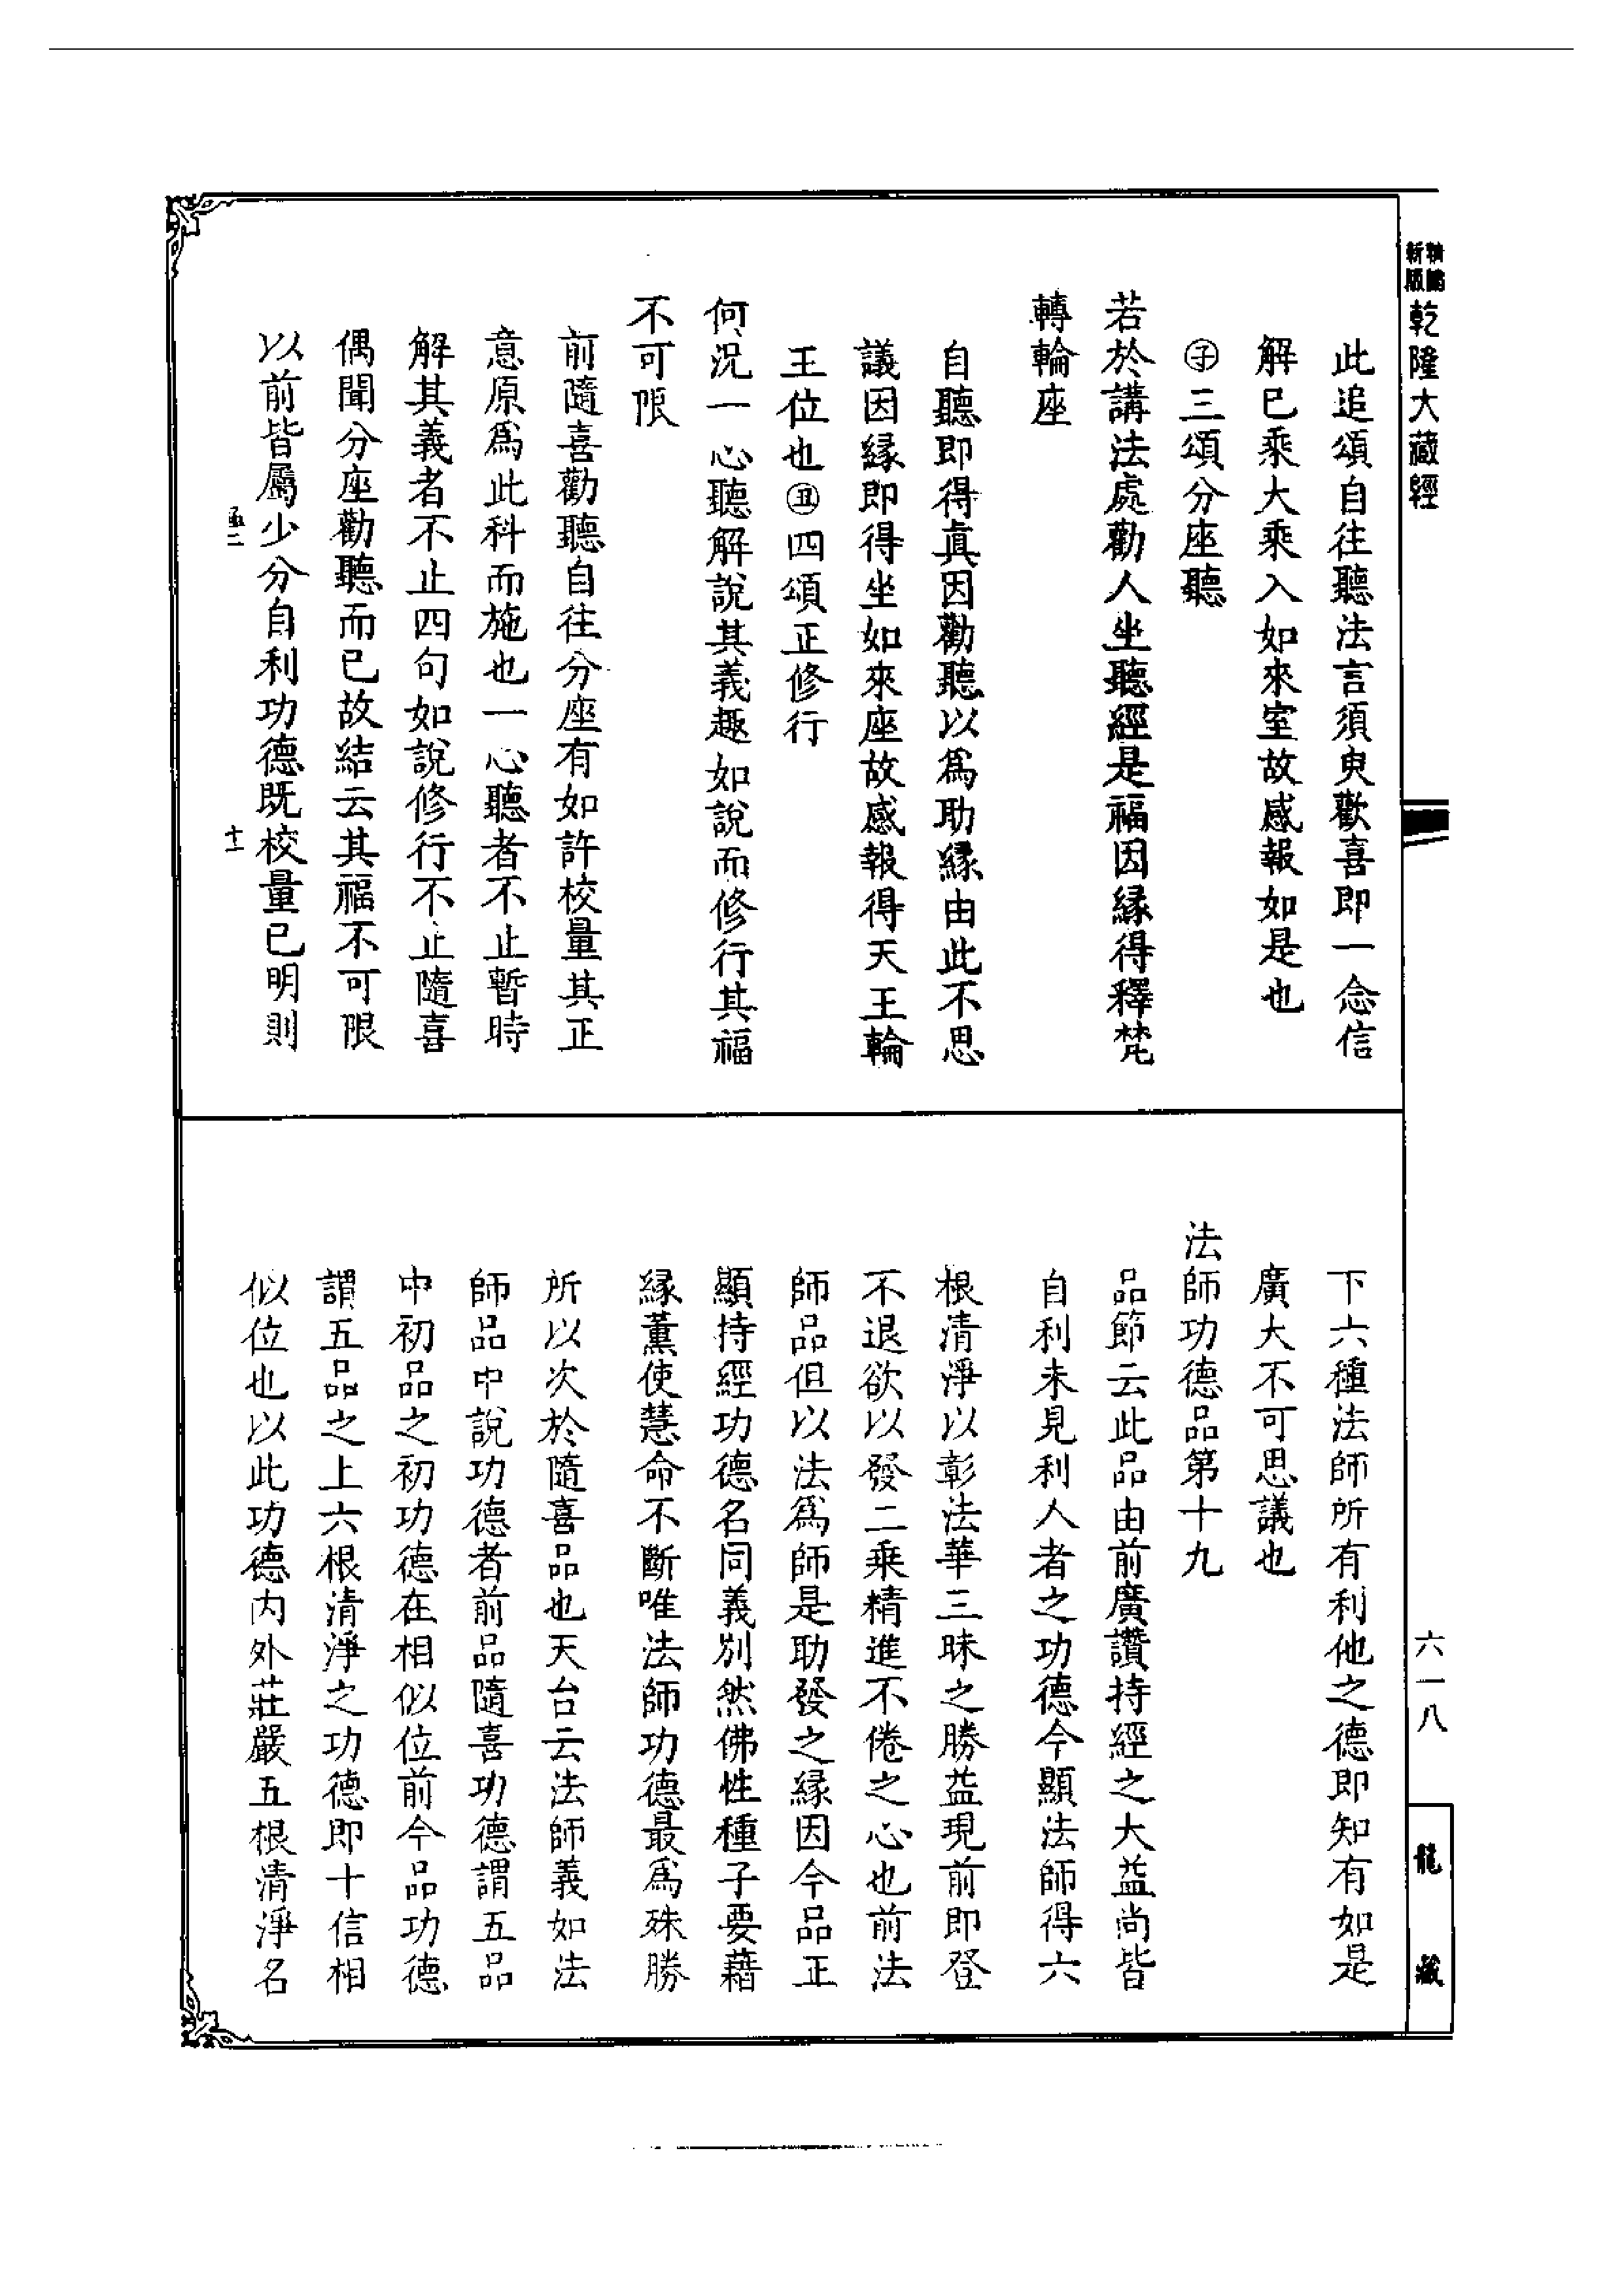 新版
乾隆大藏經
此追頌自往聽法言須臾歡喜即一念信
解巳乘大乘入如來室故感報如是也
㊛三頌分座聽
若於講法處勸人坐聽經是福因緣得釋梵
轉輪座
自聽即得真因勸聽以為助緣由此不思
議因緣即得坐如來座故感報得天王輪
王位也丑四頌正修行
何況一心聽解說其義趣如說而修行其福
不可限
前隨喜勸聽自往分座有如許校量其正
意原為此科而施也一心聽者不止暫時
解其義者不止四句如說修行不止隨喜
偶聞分座勸聽而巳故結云其福不可限
以前皆屬少分自利功德既校量巳明則
十二
下六種法師所有利他之德即知有如是
廣大不可思議也
法師功德品第十九
品節云此品由前廣讚持經之大益尚皆
自利未見利人者之功德今顯法師得六
根清淨以彰法華三昧之勝益現前即登
不退欲以發二乘精進不倦之心也前法
師品但以法為師是助發之緣因今品正
顯持經功德名同義別然佛性種子要藉
緣薰使慧命不斷唯法師功德最為殊勝
所以次於隨喜品也天台云法師義如法
師品中說功德者前品隨喜功德謂五品
中初品之初功德在相似位前今品功德
謂五品之上六根清淨之功德即十信相
似位也以此功德內外莊嚴五根清淨名
六一八
龍藏